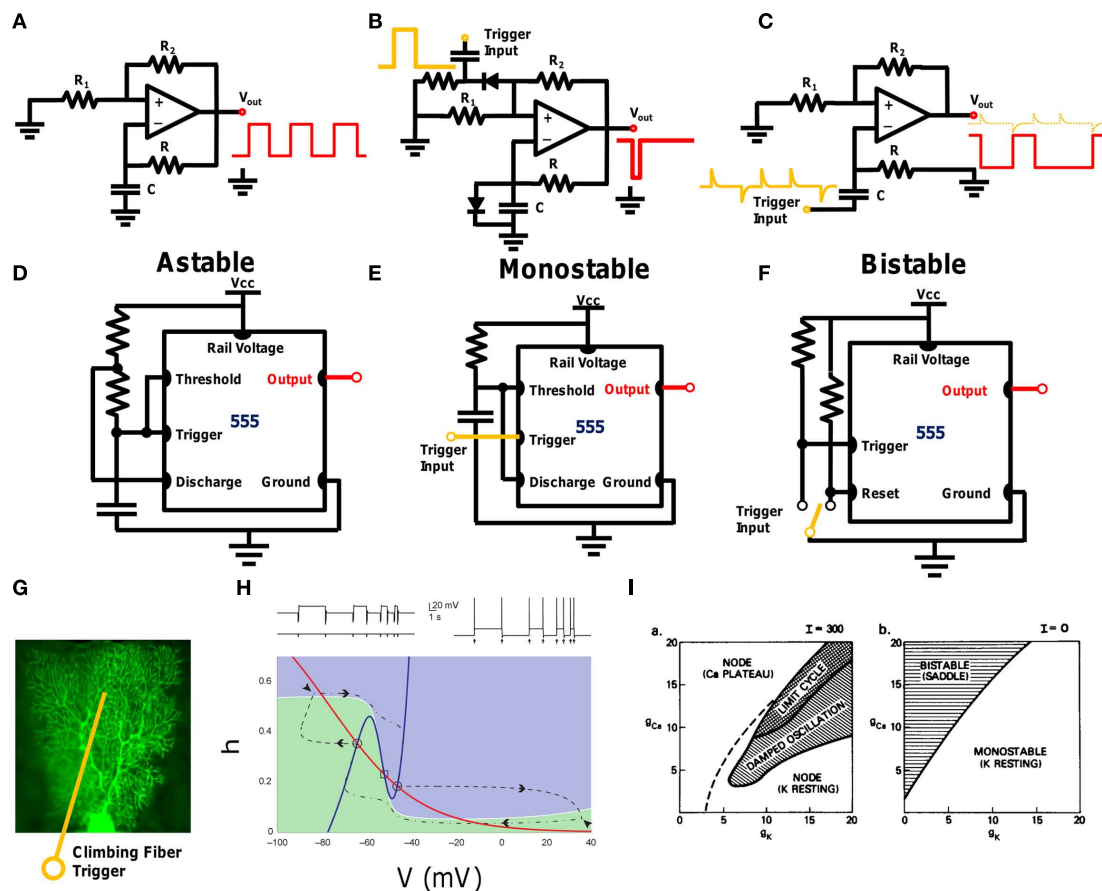 A
R2
R1
+
−
Vout
R
C
B
Trigger
Input
R2
R1
+
−
Vout
R
C
C
R2
R1
+
−
Vout
R
C
Trigger
Input
Astable
Monostable
Bistable
D
Vcc
Rail Voltage
Threshold
Output
555
Trigger
Discharge
Ground
E
Vcc
Rail Voltage
Threshold
Output
555
Trigger
Trigger
Input
Discharge
Ground
F
Vcc
Rail Voltage
Output
555
Trigger
Reset
Ground
Trigger
Input
G
Climbing Fiber
Trigger
H
20 mV
1 s
0.6
0.4
0.2
0
h
-100
-80
-60
-40
-20
0
20
40
V (mV)
I
a.
I = 300
20
15
10
5
gCa
NODE
(Ca PLATEAU)
LIMIT CYCLE
DAMPED OSCILLATION
NODE
(K RESTING)
0
5
10
15
20
gK
b.
I = 0
20
15
10
5
gCa
BISTABLE
(SADDLE)
MONOSTABLE
(K RESTING)
0
5
10
15
20
gK